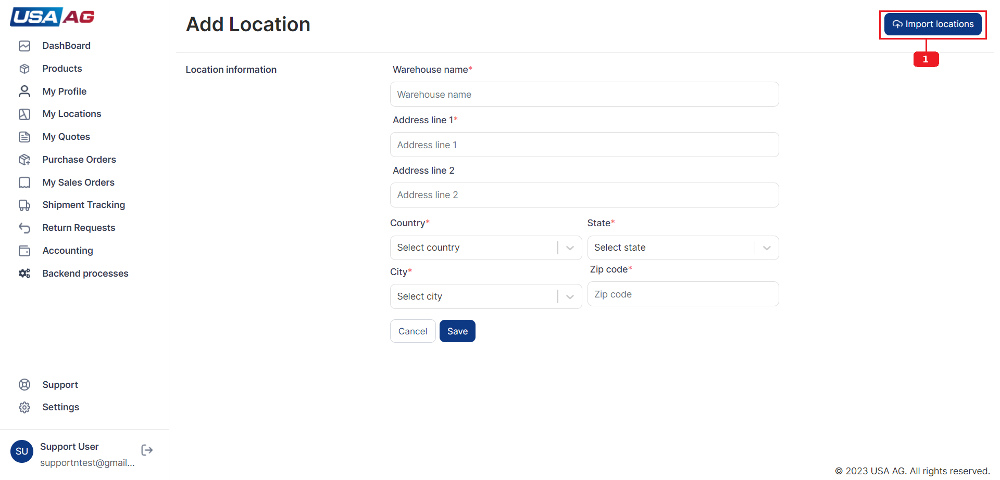 USA AG
DashBoard
Products
My Profile
My Locations
My Quotes
Purchase Orders
My Sales Orders
Shipment Tracking
Return Requests
Accounting
Backend processes
Support
Settings
SU
Support User
supportntest@gmail...
Add Location
Import locations
1
Location information
Warehouse name*
Warehouse name
Address line 1*
Address line 1
Address line 2
Address line 2
Country* State*
Select country Select state
City* Zip code*
Select city Zip code
Cancel Save
© 2023 USA AG. All rights reserved.